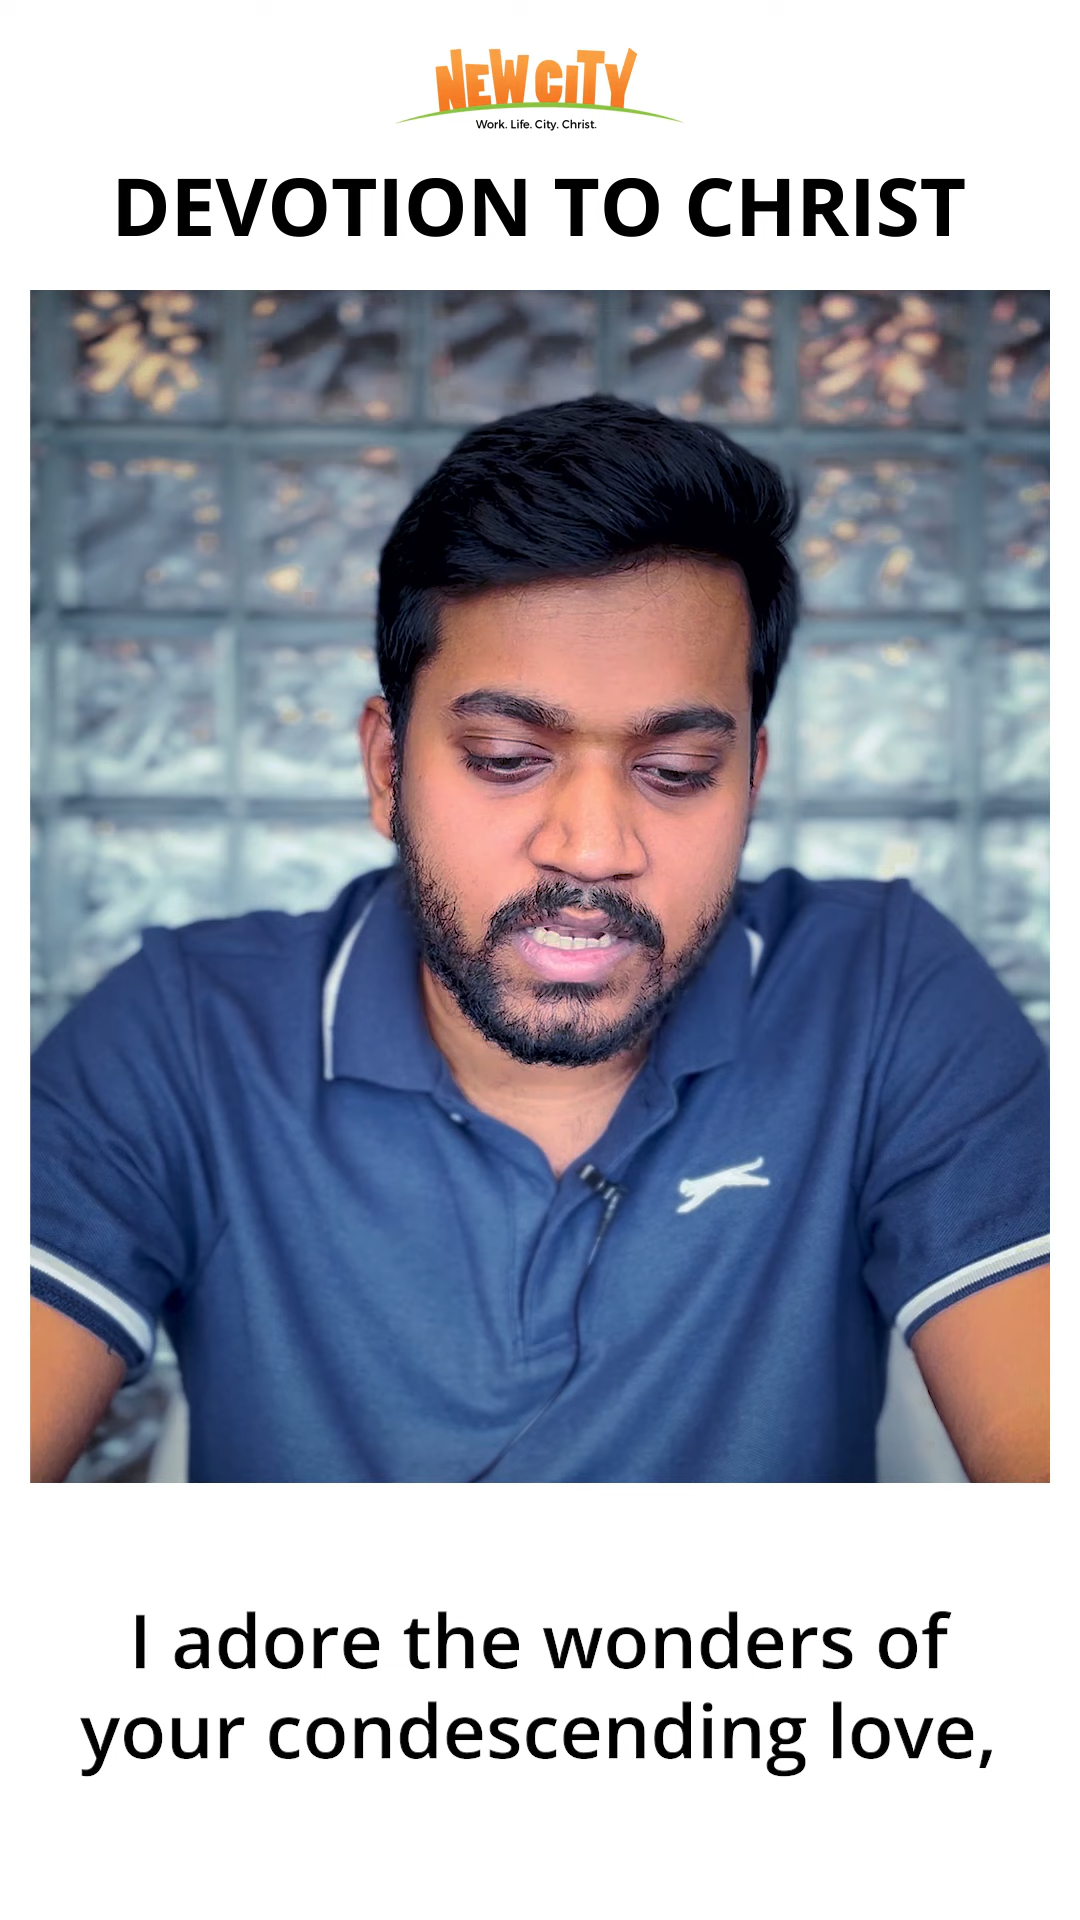 NEW CITY
Work. Life. City. Christ.
DEVOTION TO CHRIST
I adore the wonders of
your condescending love,